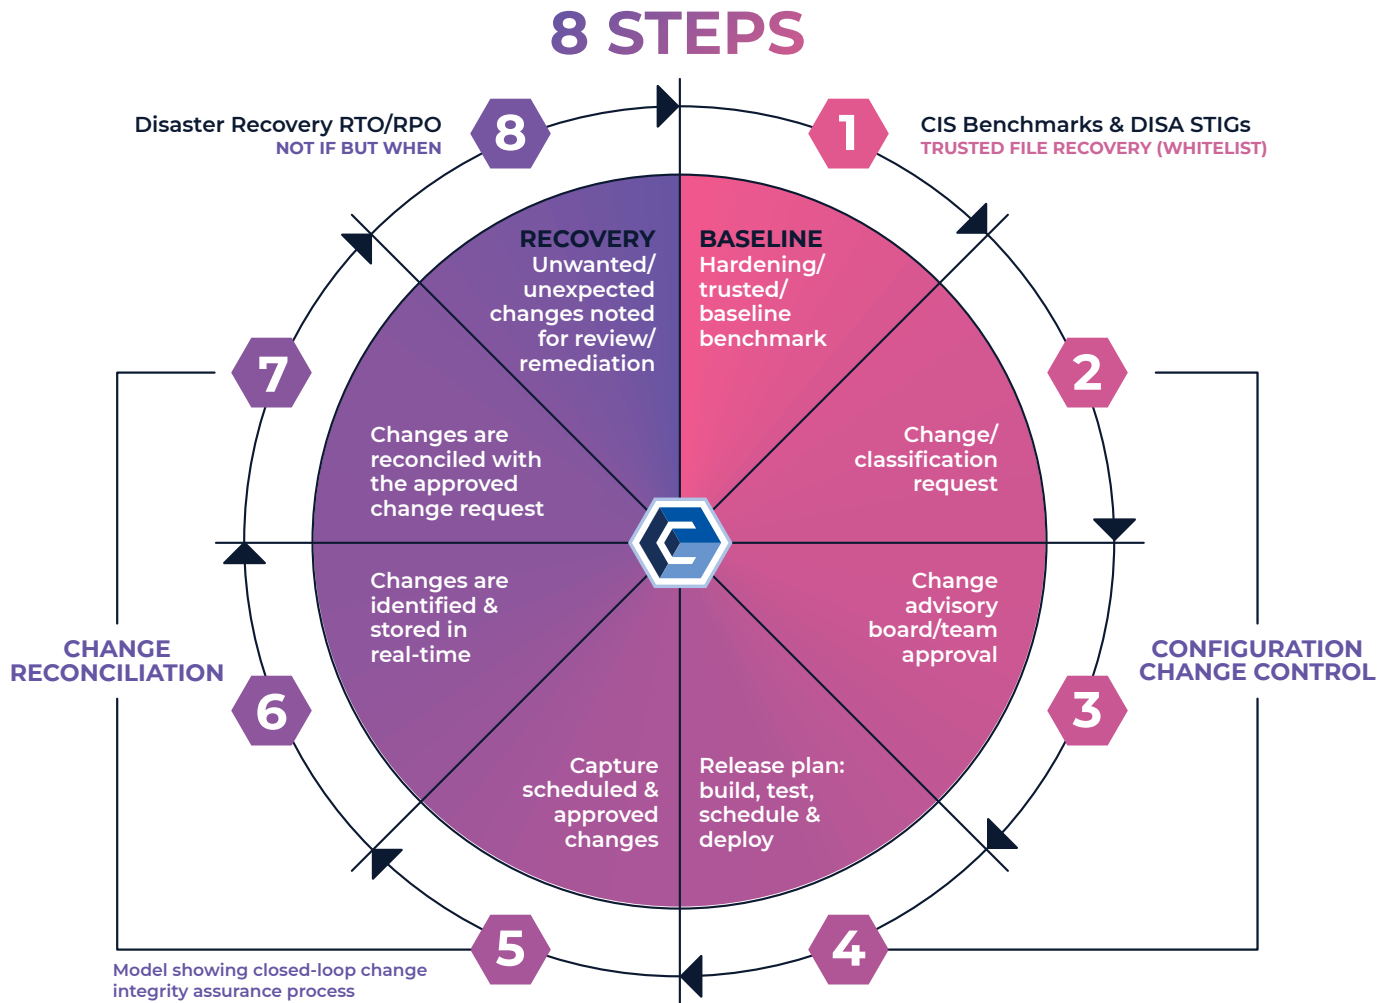 8 STEPS
8
1
Disaster Recovery RTO/RPO
NOT IF BUT WHEN
CIS Benchmarks & DISA STIGs
TRUSTED FILE RECOVERY (WHITELIST)
RECOVERY
Unwanted/
unexpected
changes noted
for review/
remediation
BASELINE
Hardening/
trusted/
baseline
benchmark
7
2
Changes are
reconciled with
the approved
change request
Change/
classification
request
Changes are
identified &
stored in
real-time
Change
advisory
board/team
approval
CHANGE
RECONCILIATION
CONFIGURATION
CHANGE CONTROL
6
3
Capture
scheduled &
approved
changes
Release plan:
build, test,
schedule &
deploy
5
4
Model showing closed-loop change
integrity assurance process